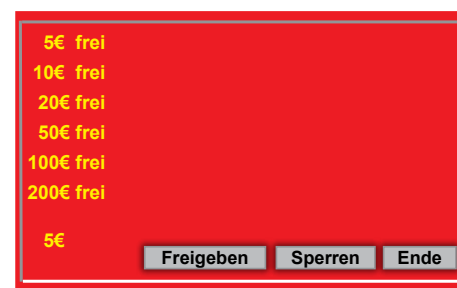 5€ frei
10€ frei
20€ frei
50€ frei
100€ frei
200€ frei
5€
Freigeben Sperren Ende